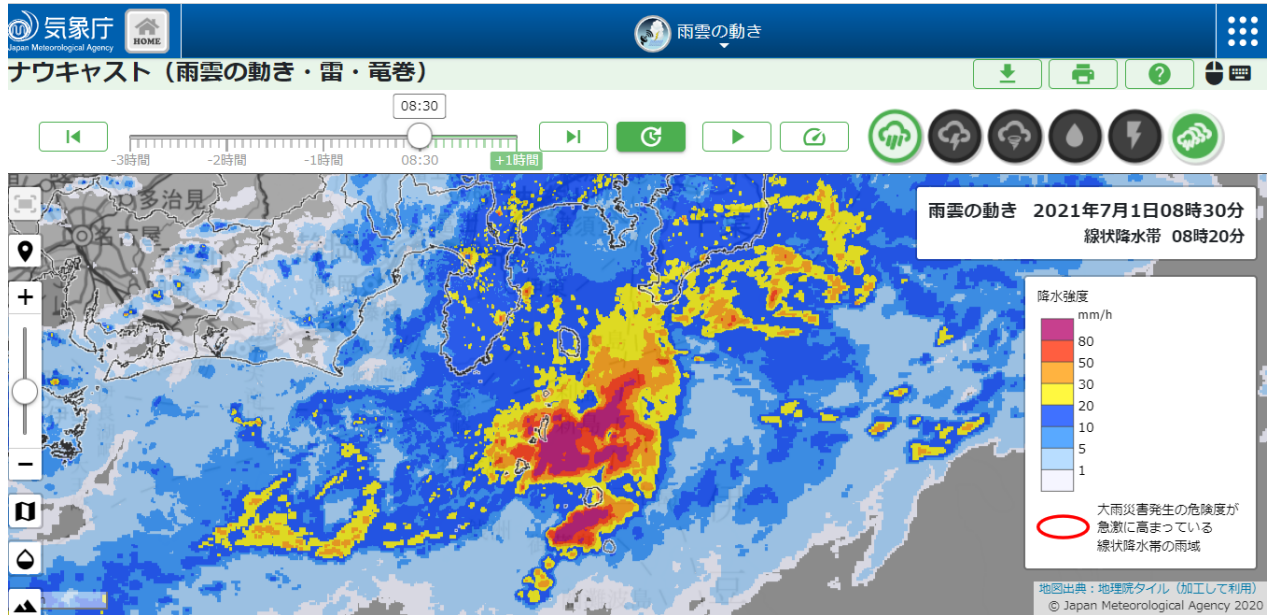 気象庁
Japan Meteorological Agency
HOME
雨雲の動き
ナウキャスト（雨雲の動き・雷・竜巻）
08:30
-3時間
-2時間
-1時間
08:30
+1時間
雨雲の動き 2021年7月1日08時30分
線状降水帯 08時20分
多治見
名古屋
降水強度
mm/h
80
50
30
20
10
5
1
大雨災害発生の危険度が
急激に高まっている
線状降水帯の雨域
地図出典：地理院タイル（加工して利用）
© Japan Meteorological Agency 2020